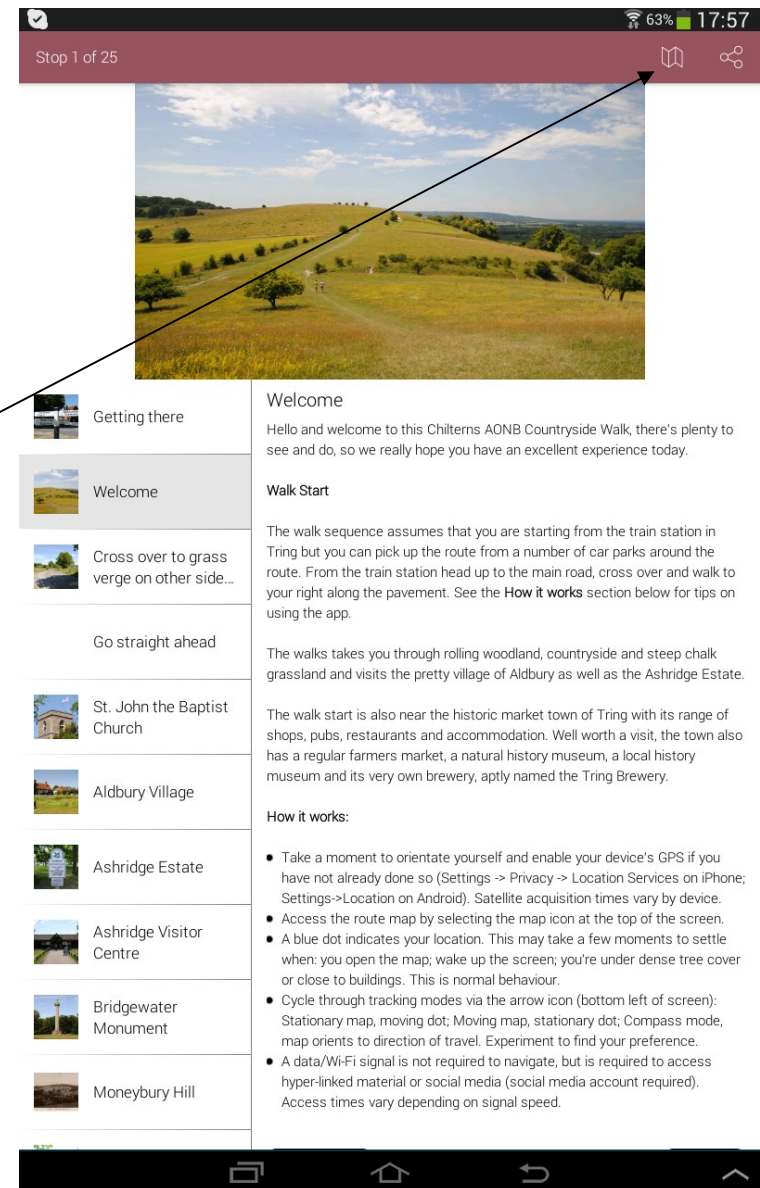 63% 17:57
Stop 1 of 25
Getting there
Welcome
Cross over to grass
verge on other side...
Go straight ahead
St. John the Baptist
Church
Aldbury Village
Ashridge Estate
Ashridge Visitor
Centre
Bridgewater
Monument
Moneybury Hill
Welcome
Hello and welcome to this Chilterns AONB Countryside Walk, there's plenty to
see and do, so we really hope you have an excellent experience today.
Walk Start
The walk sequence assumes that you are starting from the train station in
Tring but you can pick up the route from a number of car parks around the
route. From the train station head up to the main road, cross over and walk to
your right along the pavement. See the How it works section below for tips on
using the app.
The walks takes you through rolling woodland, countryside and steep chalk
grassland and visits the pretty village of Aldbury as well as the Ashridge Estate.
The walk start is also near the historic market town of Tring with its range of
shops, pubs, restaurants and accommodation. Well worth a visit, the town also
has a regular farmers market, a natural history museum, a local history
museum and its very own brewery, aptly named the Tring Brewery.
How it works:
• Take a moment to orientate yourself and enable your device's GPS if you
have not already done so (Settings -> Privacy -> Location Services on iPhone;
Settings->Location on Android). Satellite acquisition times vary by device.
• Access the route map by selecting the map icon at the top of the screen.
• A blue dot indicates your location. This may take a few moments to settle
when: you open the map; wake up the screen; you're under dense tree cover
or close to buildings. This is normal behaviour.
• Cycle through tracking modes via the arrow icon (bottom left of screen):
Stationary map, moving dot; Moving map, stationary dot; Compass mode,
map orients to direction of travel. Experiment to find your preference.
• A data/Wi-Fi signal is not required to navigate, but is required to access
hyper-linked material or social media (social media account required).
Access times vary depending on signal speed.